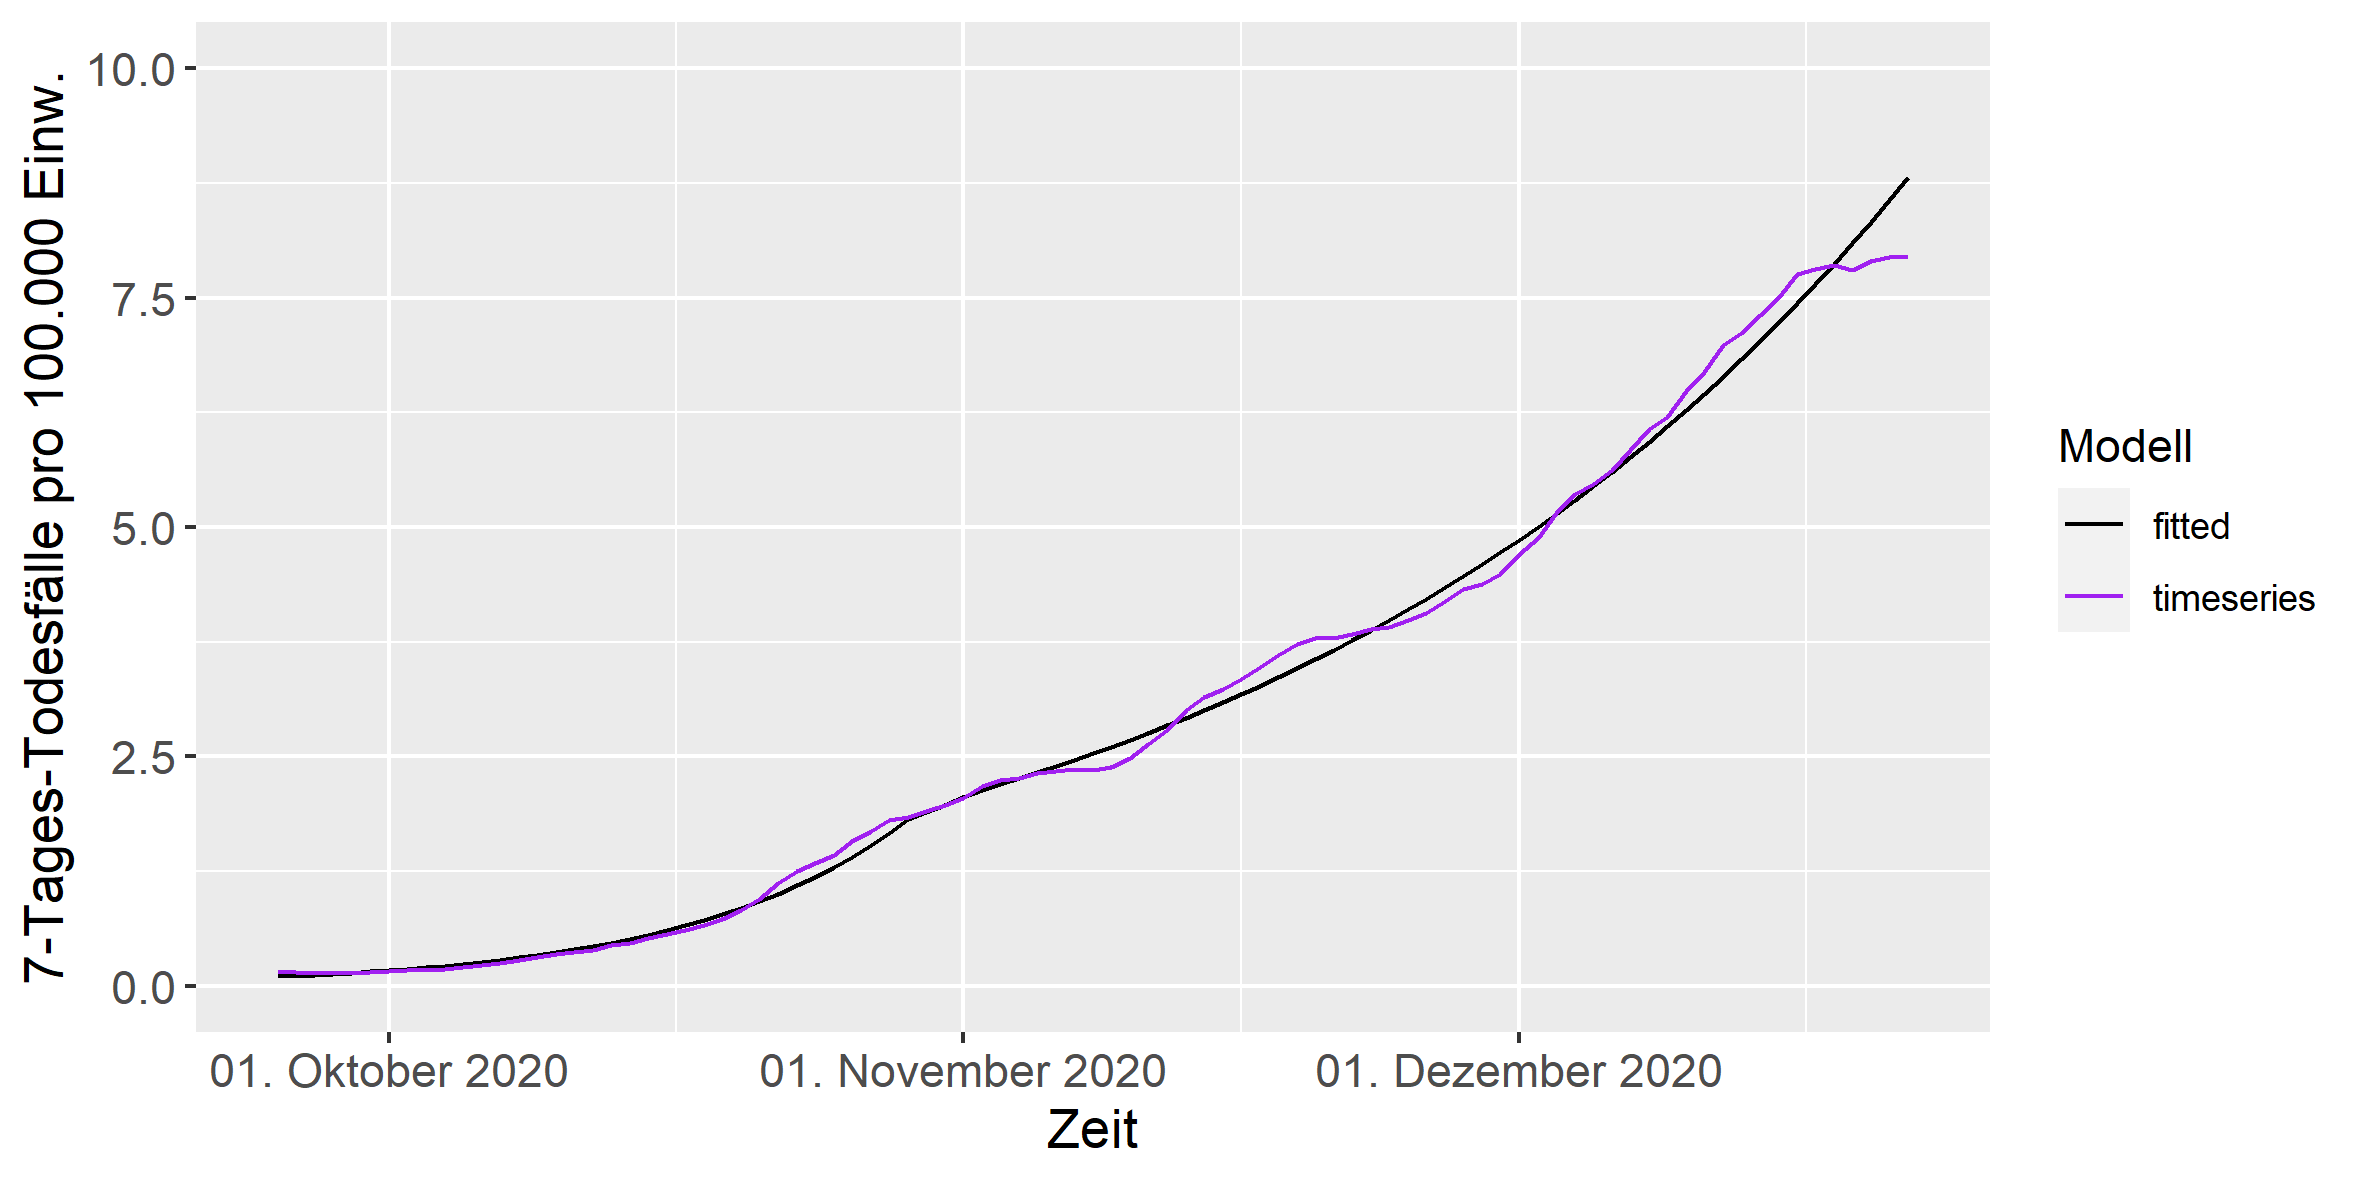 7-Tages-Todesfälle pro 100.000 Einw.
10.0
7.5
5.0
2.5
0.0
01. Oktober 2020
01. November 2020
01. Dezember 2020
Zeit
Modell
fitted
timeseries